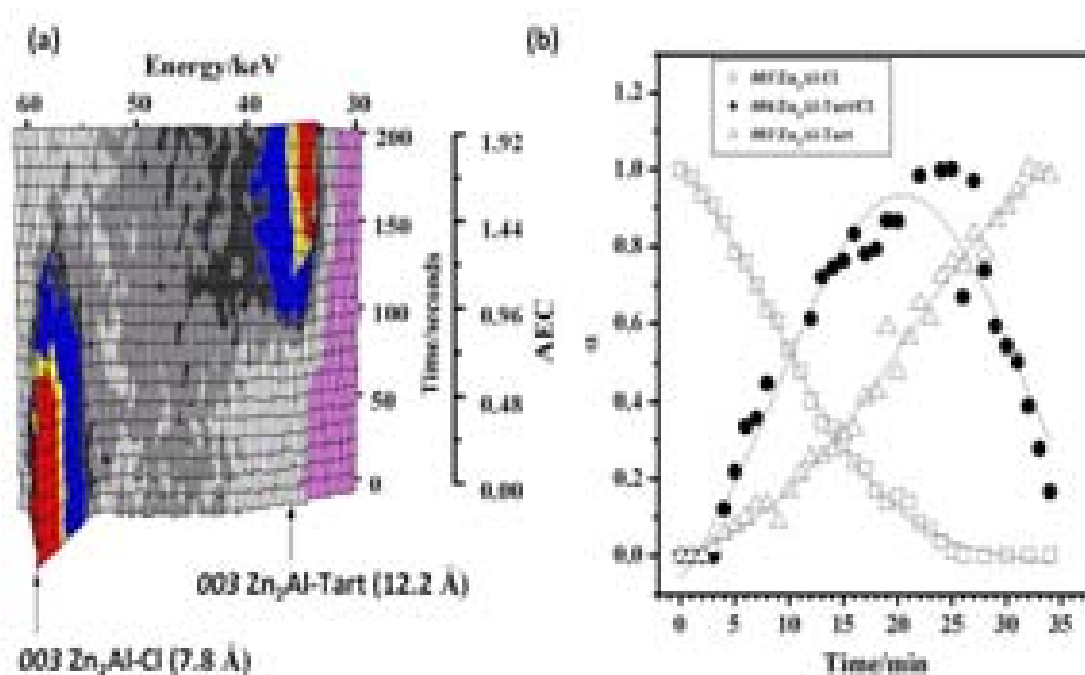 (a)
Energy/keV
60 50 40 30
200
150
100
50
0
Time/seconds
1.92
1.44
0.96
0.48
0.00
AEC
003 Zn₂Al-Tart (12.2 Å)
003 Zn₂Al-Cl (7.8 Å)
(b)
1.2
1.0
0.8
0.6
0.4
0.2
0.0
α
0 5 10 15 20 25 30 35
Time/min